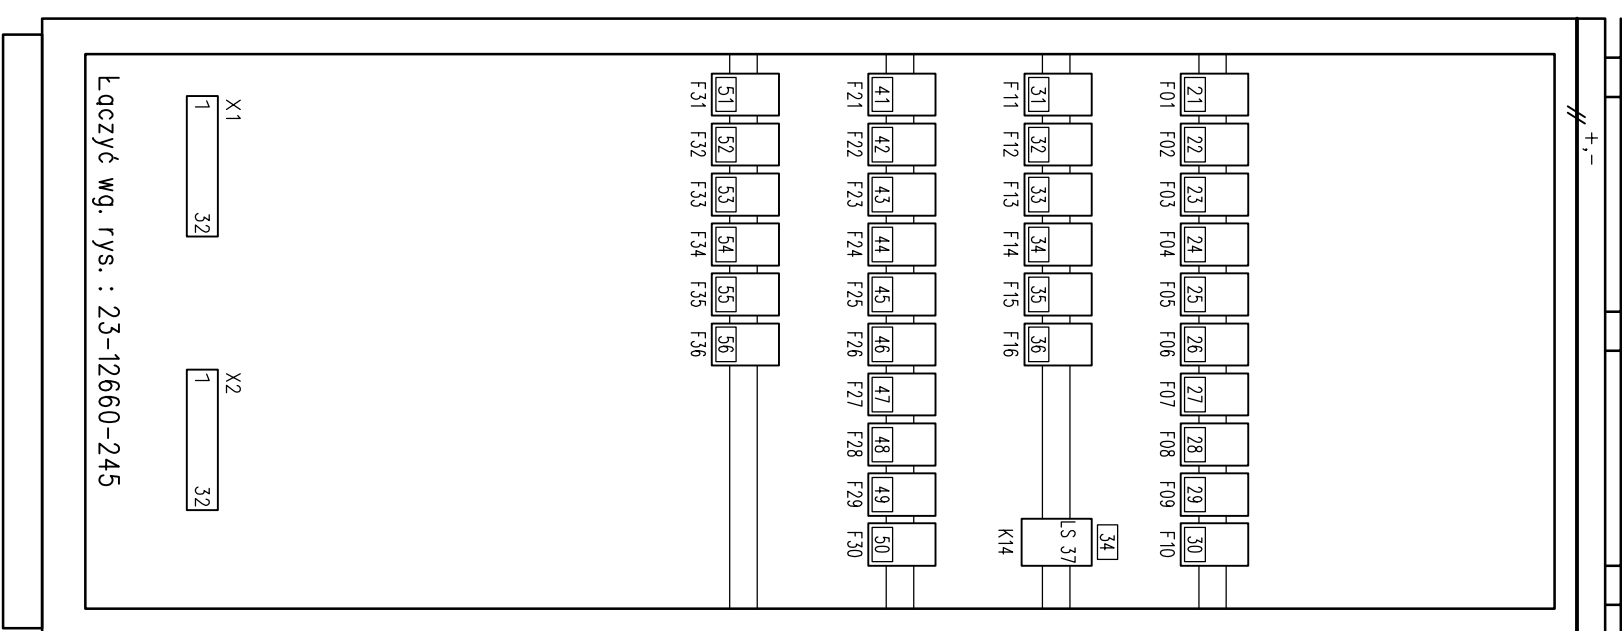 +,-
21 22 23 24 25 26 27 28 29 30
F01 F02 F03 F04 F05 F06 F07 F08 F09 F10
34
31 32 33 34 35 36 LS 37
F11 F12 F13 F14 F15 F16 K14
41 42 43 44 45 46 47 48 49 50
F21 F22 F23 F24 F25 F26 F27 F28 F29 F30
51 52 53 54 55 56
F31 F32 F33 F34 F35 F36
X1 X2
1 32 1 32
Łączyć wg. rys.: 23-12660-245